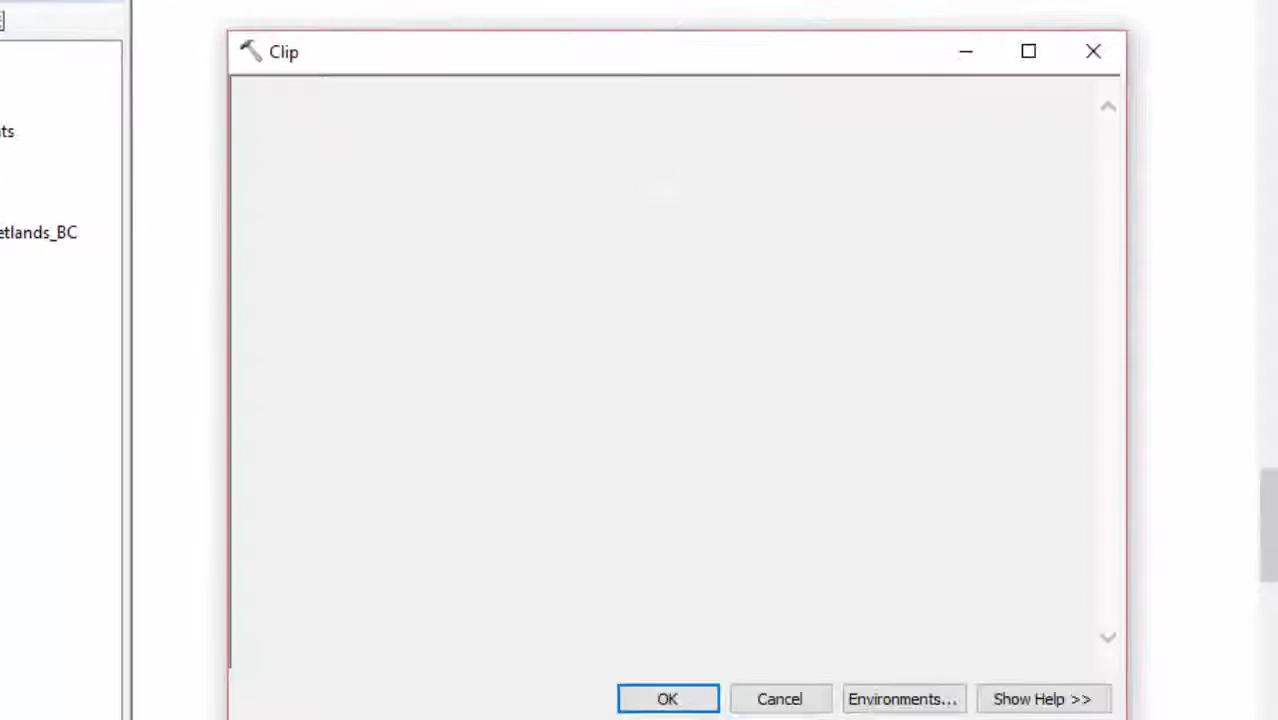 Clip
ts
etlands_BC
OK
Cancel
Environments...
Show Help >>